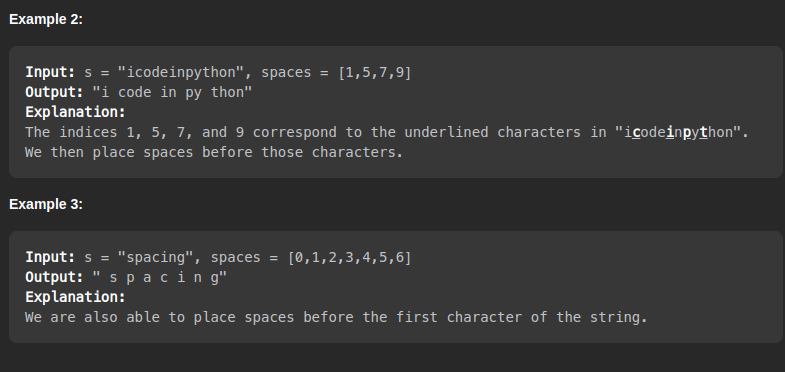 Example 2:
Input: s = "icodeinpython", spaces = [1,5,7,9]
Output: "i code in py thon"
Explanation:
The indices 1, 5, 7, and 9 correspond to the underlined characters in "icodeinpython".
We then place spaces before those characters.
Example 3:
Input: s = "spacing", spaces = [0,1,2,3,4,5,6]
Output: " s p a c i n g"
Explanation:
We are also able to place spaces before the first character of the string.